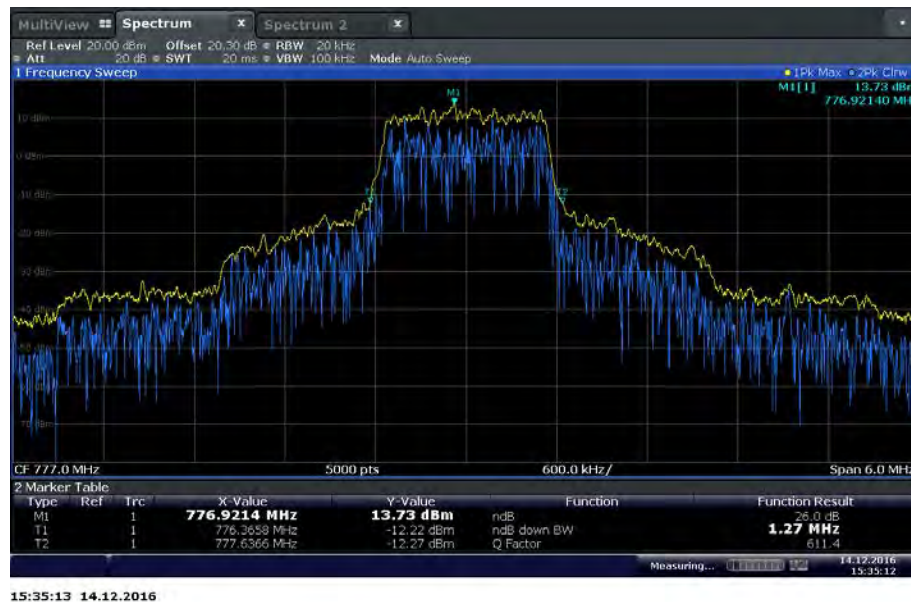 MultiView Spectrum X Spectrum 2 X
Ref Level 20.00 dBm Offset 20.30 dB RBW 20 kHz
Att 20 dB SWT 20 ms VBW 100 kHz Mode Auto Sweep
1 Frequency Sweep 1Pk Max 2Pk Clrw
M1[1] 13.73 dBm
776.92140 MH
M1
10 dBm
0 dBm
T1 T2
CF 777.0 MHz 5000 pts 600.0 kHz/ Span 6.0 MHz
2 Marker Table
Type Ref Trc X-Value Y-Value Function Function Result
M1 1 776.9214 MHz 13.73 dBm ndB 26.0 dB
T1 1 776.3658 MHz -12.22 dBm ndB down BW 1.27 MHz
T2 1 777.6366 MHz -12.27 dBm Q Factor 611.4
Measuring... 14.12.2016
15:35:12
15:35:13 14.12.2016